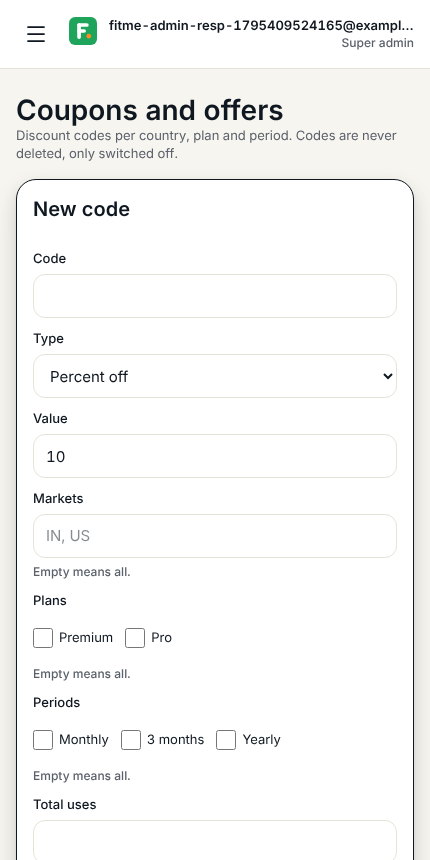 fitme-admin-resp-1795409524165@exampl...
Super admin
Coupons and offers
Discount codes per country, plan and period. Codes are never
deleted, only switched off.
New code
Code
Type
Percent off
Value
10
Markets
IN, US
Empty means all.
Plans
Premium Pro
Empty means all.
Periods
Monthly 3 months Yearly
Empty means all.
Total uses